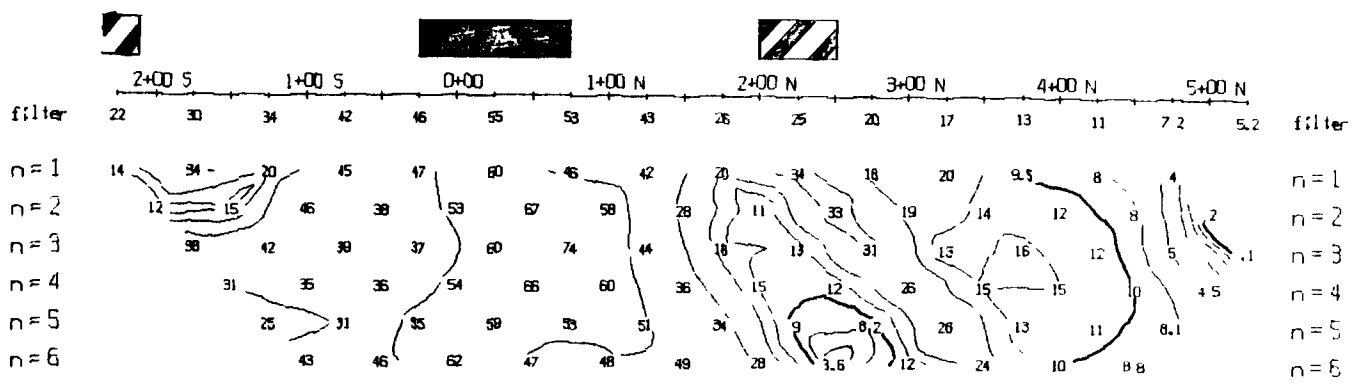 2+00 S 1+00 S 0+00 1+00 N 2+00 N 3+00 N 4+00 N 5+00 N
filter 22 30 34 42 46 55 53 43 26 25 20 17 13 11 7.2 5.2 filter
n = 1 14 34 20 45 47 60 46 42 20 34 18 20 9.5 8 4 n = 1
n = 2 12 15 46 38 53 67 58 28 11 33 19 14 12 8 2 n = 2
n = 3 38 42 39 37 60 74 44 18 13 31 13 16 12 5 .1 n = 3
n = 4 31 35 36 54 66 60 36 15 12 26 15 15 10 4.5 n = 4
n = 5 25 31 35 59 53 51 34 9 8.2 26 13 11 8.1 n = 5
n = 6 43 46 62 47 48 49 28 3.6 12 24 10 8.8 n = 6